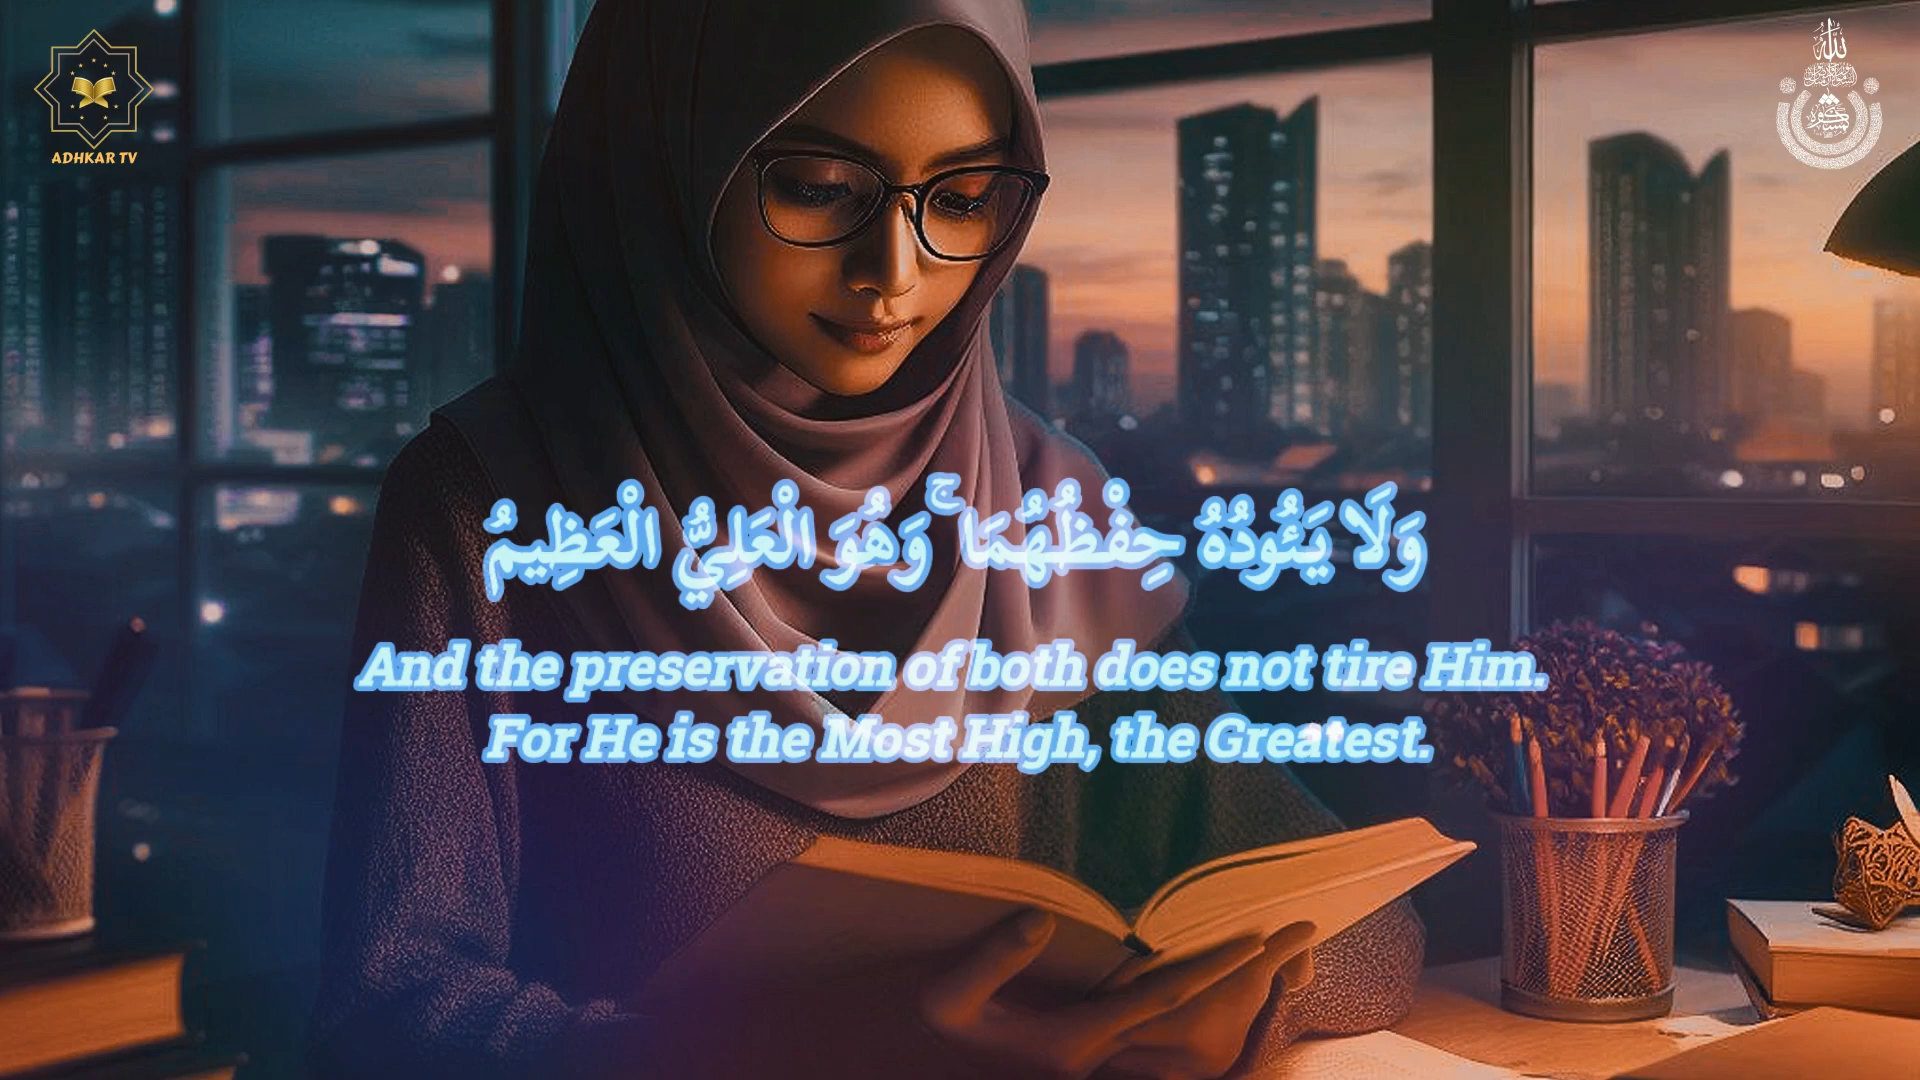 ADHKAR TV
وَلَا يَـُٔودُهُ حِفْظُهُمَا ۚ وَهُوَ الْعَلِيُّ الْعَظِيمُ
And the preservation of both does not tire Him.
For He is the Most High, the Greatest.